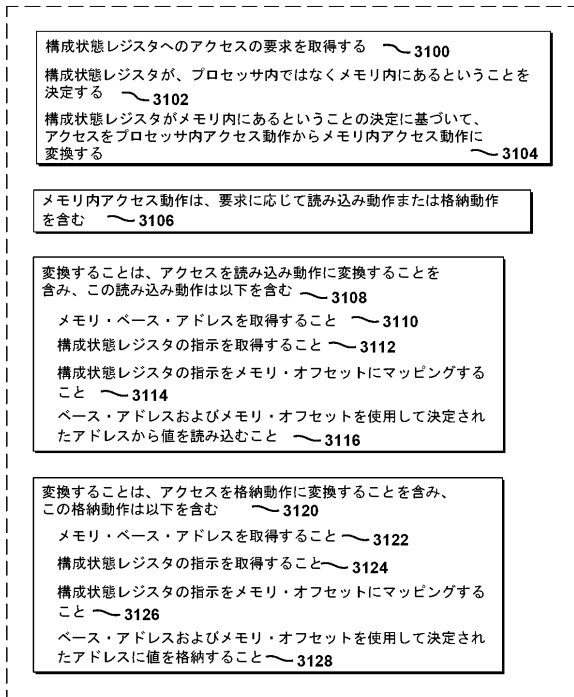 構成状態レジスタへのアクセスの要求を取得する 3100
構成状態レジスタが、プロセッサ内ではなくメモリ内にあるということを
決定する 3102
構成状態レジスタがメモリ内にあるということの決定に基づいて、
アクセスをプロセッサ内アクセス動作からメモリ内アクセス動作に
変換する 3104
メモリ内アクセス動作は、要求に応じて読み込み動作または格納動作
を含む 3106
変換することは、アクセスを読み込み動作に変換することを
含み、この読み込み動作は以下を含む 3108
メモリ・ベース・アドレスを取得すること 3110
構成状態レジスタの指示を取得すること 3112
構成状態レジスタの指示をメモリ・オフセットにマッピングする
こと 3114
ベース・アドレスおよびメモリ・オフセットを使用して決定され
たアドレスから値を読み込むこと 3116
変換することは、アクセスを格納動作に変換することを含み、
この格納動作は以下を含む 3120
メモリ・ベース・アドレスを取得すること 3122
構成状態レジスタの指示を取得すること 3124
構成状態レジスタの指示をメモリ・オフセットにマッピングする
こと 3126
ベース・アドレスおよびメモリ・オフセットを使用して決定され
たアドレスに値を格納すること 3128